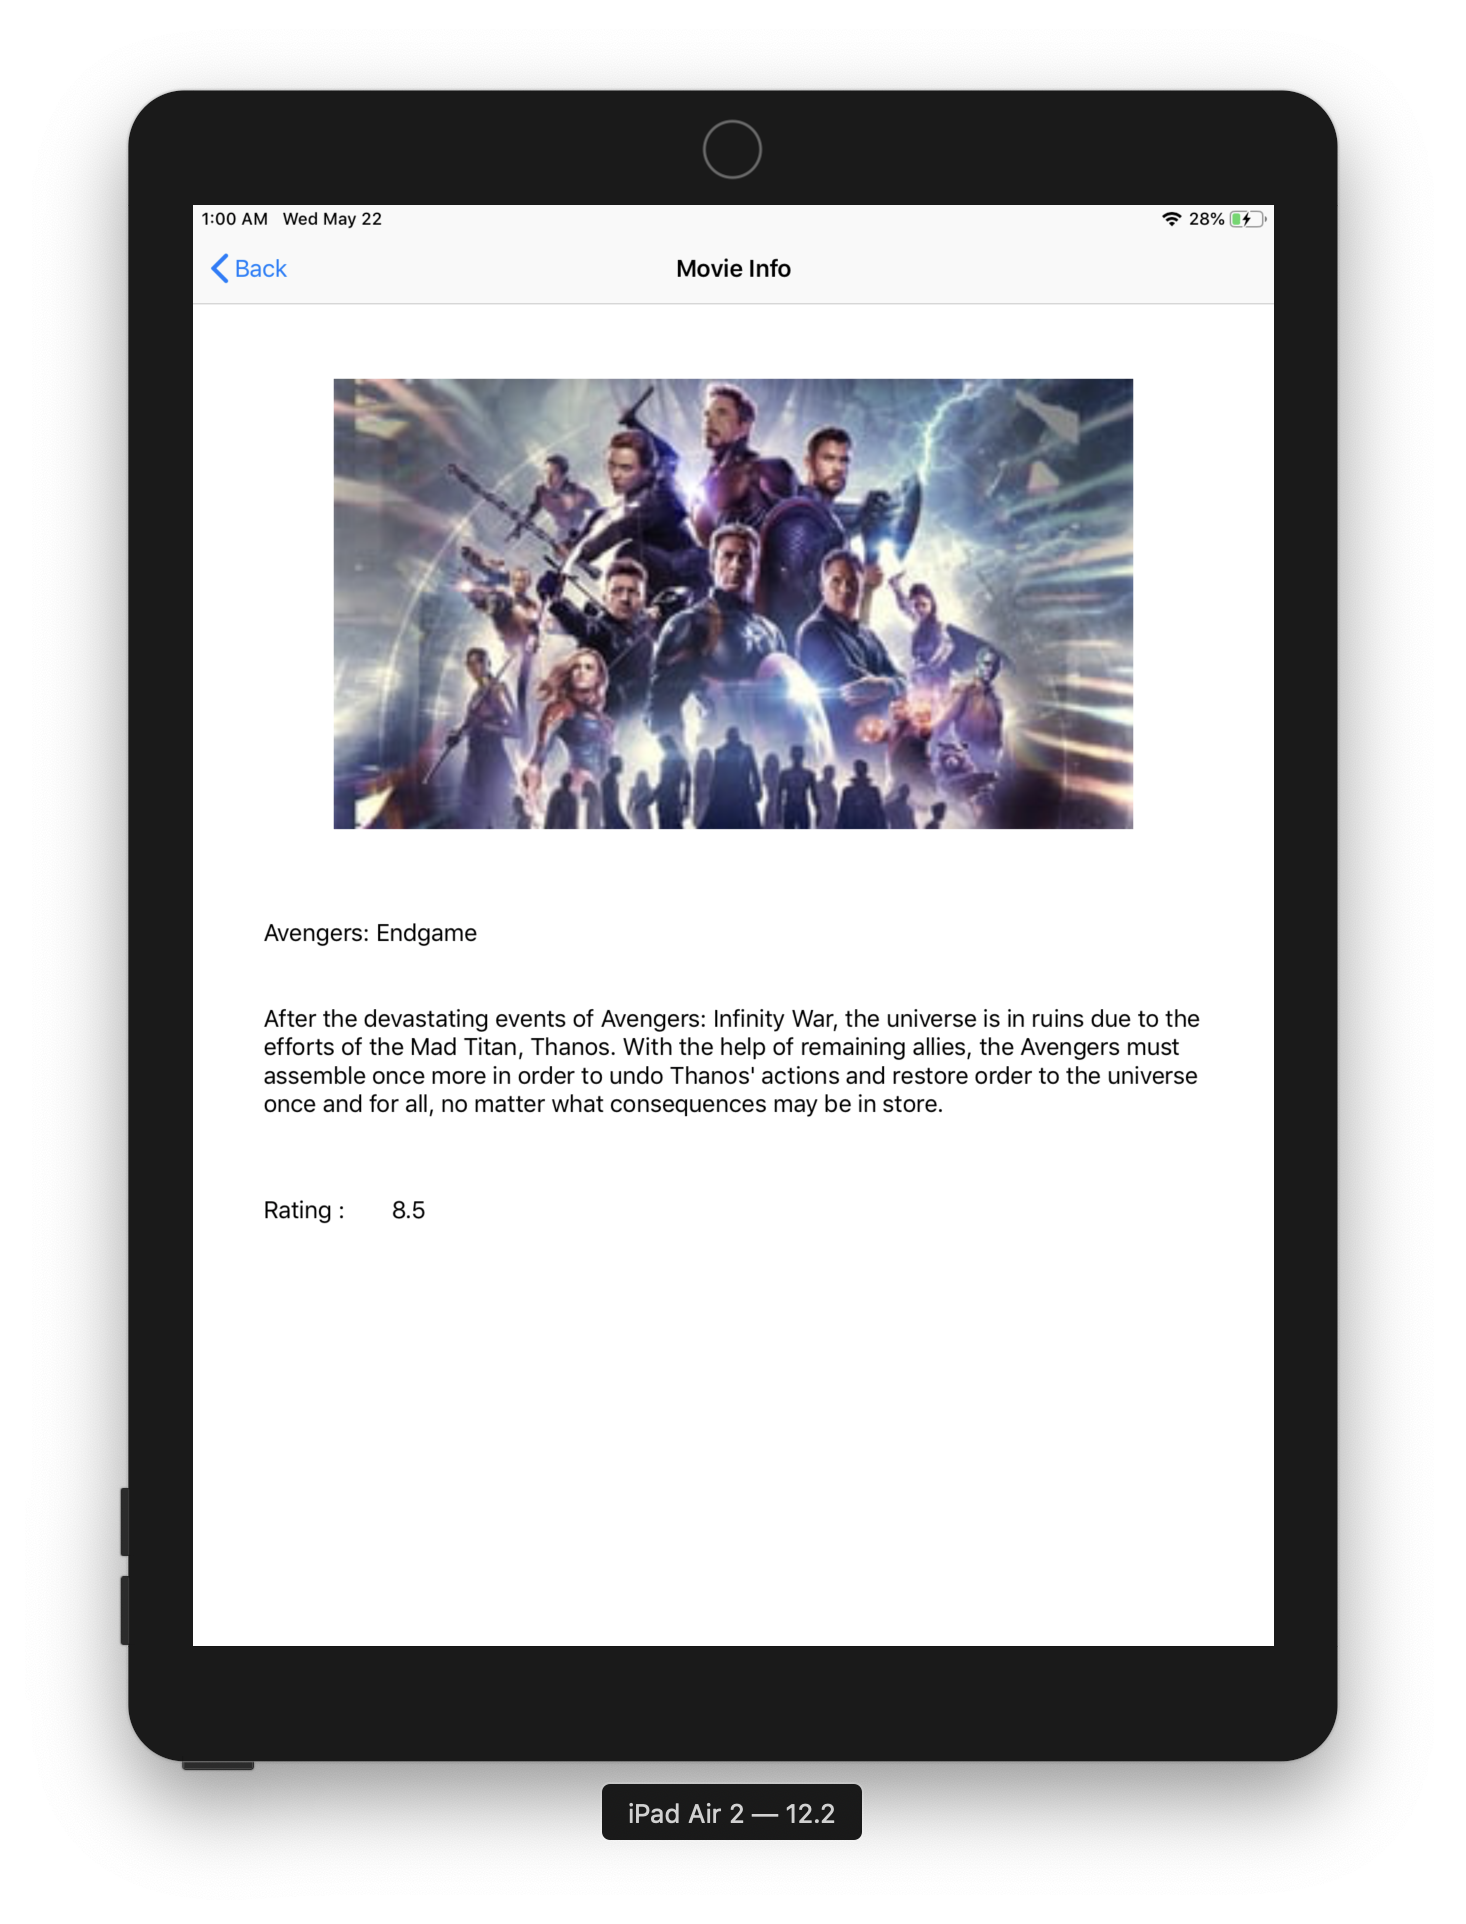 1:00 AM Wed May 22 28%
Back Movie Info
Avengers: Endgame
After the devastating events of Avengers: Infinity War, the universe is in ruins due to the
efforts of the Mad Titan, Thanos. With the help of remaining allies, the Avengers must
assemble once more in order to undo Thanos' actions and restore order to the universe
once and for all, no matter what consequences may be in store.
Rating : 8.5
iPad Air 2 — 12.2